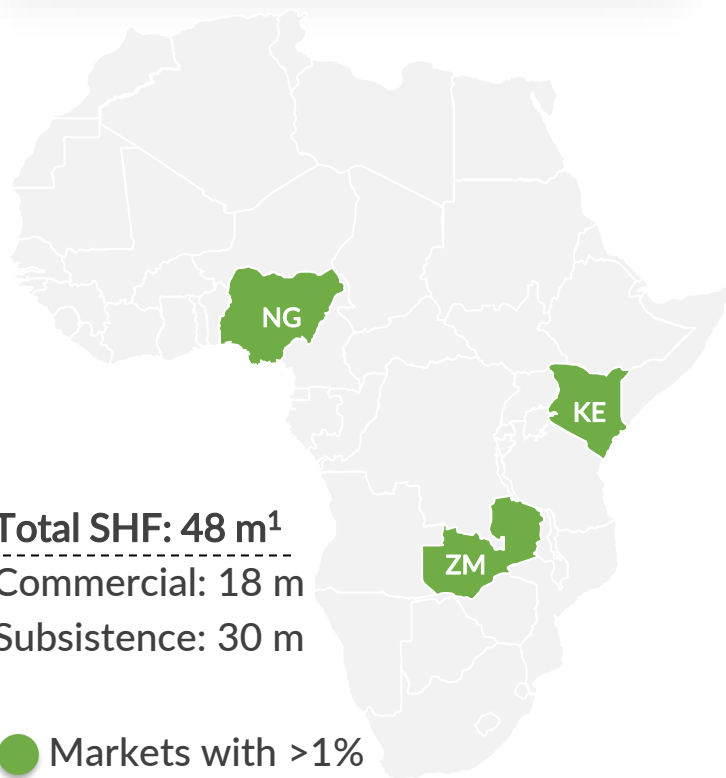 NG
KE
ZM
Total SHF: 48 m¹
Commercial: 18 m
Subsistence: 30 m
Markets with >1%